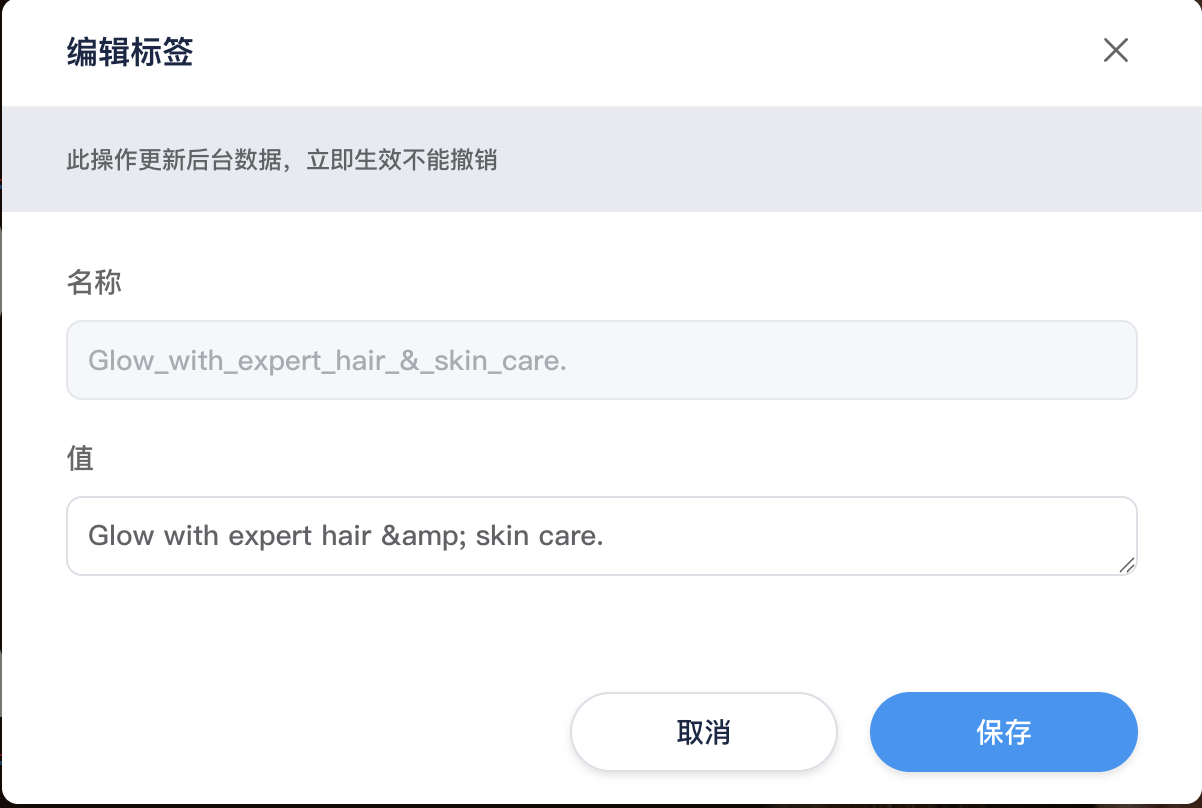 编辑标签
此操作更新后台数据，立即生效不能撤销
名称
Glow_with_expert_hair_&_skin_care.
值
Glow with expert hair &amp; skin care.
取消
保存